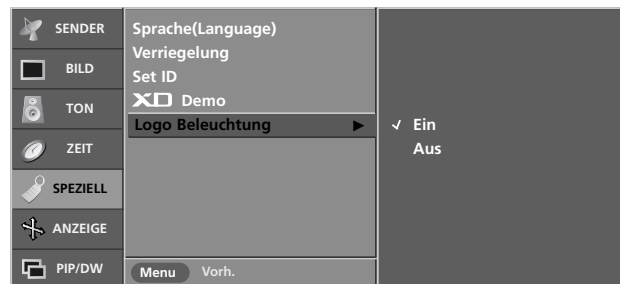 SENDER
BILD
TON
ZEIT
SPEZIELL
ANZEIGE
PIP/DW
Sprache(Language)
Verriegelung
Set ID
XD Demo
Logo Beleuchtung ►
Menu Vorh.
✓ Ein
Aus